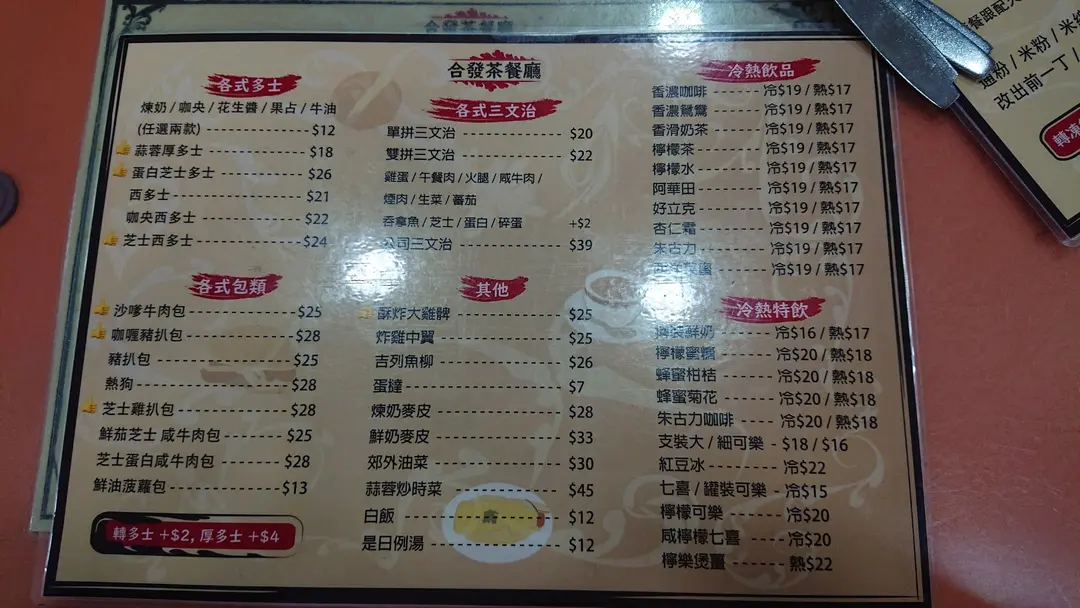 合發茶餐廳
各式多士
煉奶 / 咖央 / 花生醬 / 果占 / 牛油
(任選兩款) $12
蒜蓉厚多士 $18
蛋白芝士多士 $26
西多士 $21
咖央西多士 $22
芝士西多士 $24
各式包類
沙嗲牛肉包 $25
咖喱豬扒包 $28
豬扒包 $25
熱狗 $28
芝士雞扒包 $28
鮮茄芝士 咸牛肉包 $25
芝士蛋白咸牛肉包 $28
鮮油菠蘿包 $13
轉多士 +$2, 厚多士 +$4
合發茶餐廳
各式三文治
單拼三文治 $20
雙拼三文治 $22
雞蛋 / 午餐肉 / 火腿 / 咸牛肉 /
煙肉 / 生菜 / 蕃茄
吞拿魚 / 芝士 / 蛋白 / 碎蛋 +$2
公司三文治 $39
其他
酥炸大雞髀 $25
炸雞中翼 $25
吉列魚柳 $26
蛋撻 $7
煉奶麥皮 $28
鮮奶麥皮 $33
郊外油菜 $30
蒜蓉炒時菜 $45
白飯 $12
是日例湯 $12
冷熱飲品
香濃咖啡 冷$19 / 熱$17
香濃鴛鴦 冷$19 / 熱$17
香滑奶茶 冷$19 / 熱$17
檸檬茶 冷$19 / 熱$17
檸檬水 冷$19 / 熱$17
阿華田 冷$19 / 熱$17
好立克 冷$19 / 熱$17
杏仁霜 冷$19 / 熱$17
朱古力 冷$19 / 熱$17
冷$19 / 熱$17
冷熱特飲
樽裝鮮奶 冷$16 / 熱$17
檸檬蜜糖 冷$20 / 熱$18
蜂蜜柑桔 冷$20 / 熱$18
蜂蜜菊花 冷$20 / 熱$18
朱古力咖啡 冷$20 / 熱$18
支裝大 / 細可樂 - $18 / $16
紅豆冰 冷$22
七喜 / 罐裝可樂 - 冷$15
檸檬可樂 冷$20
咸檸檬七喜 冷$20
檸樂煲薑 熱$22
餐跟配
通粉 / 米粉 / 米
改出前一丁 /
轉凍